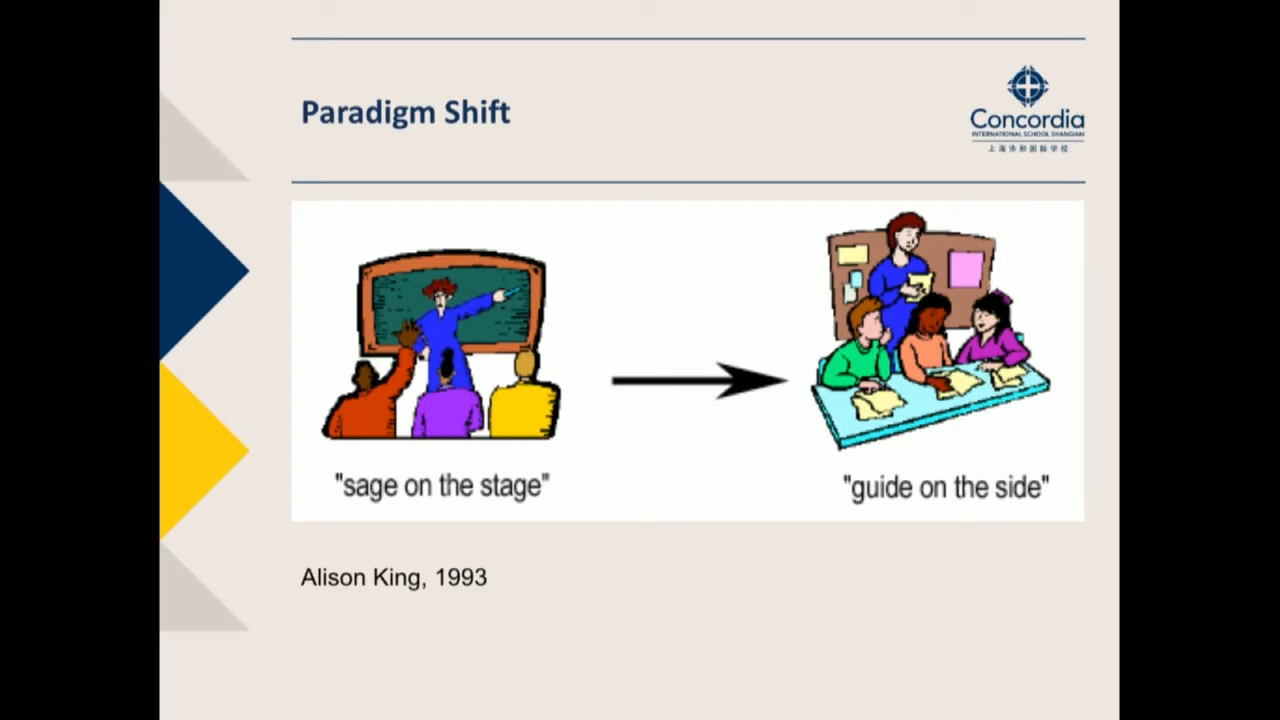 Paradigm Shift
Concordia
INTERNATIONAL SCHOOL SHANGHAI
上海协和国际学校
"sage on the stage"
"guide on the side"
Alison King, 1993